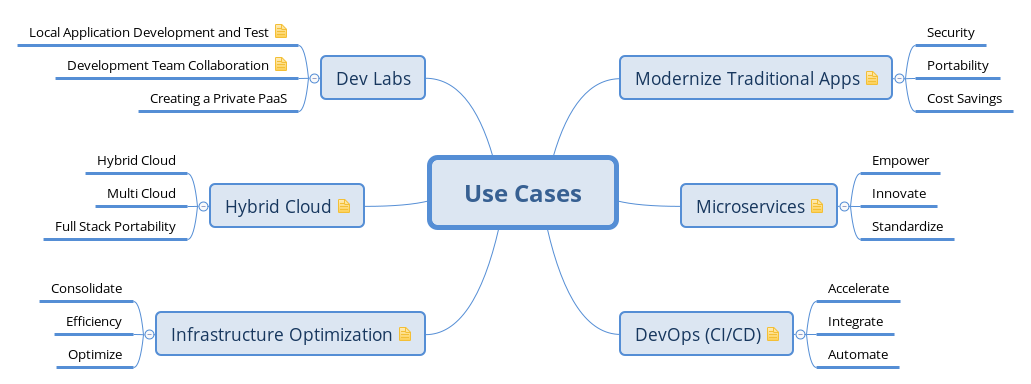 Use Cases
Dev Labs
Local Application Development and Test
Development Team Collaboration
Creating a Private PaaS
Hybrid Cloud
Hybrid Cloud
Multi Cloud
Full Stack Portability
Infrastructure Optimization
Consolidate
Efficiency
Optimize
Modernize Traditional Apps
Security
Portability
Cost Savings
Microservices
Empower
Innovate
Standardize
DevOps (CI/CD)
Accelerate
Integrate
Automate